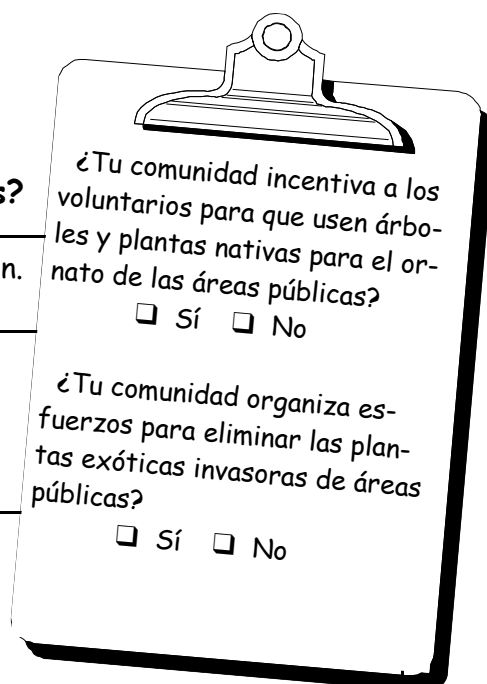 s?
n.
¿Tu comunidad incentiva a los
voluntarios para que usen árbo-
les y plantas nativas para el or-
nato de las áreas públicas?
❏ Sí ❏ No
¿Tu comunidad organiza es-
fuerzos para eliminar las plan-
tas exóticas invasoras de áreas
públicas?
❏ Sí ❏ No